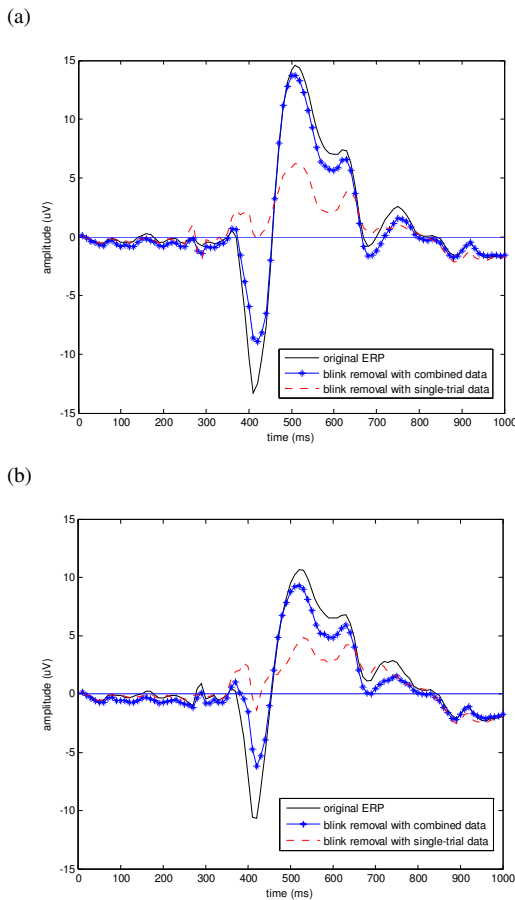 (a)
15
10
5
0
-5
-10
-15
amplitude (uV)
original ERP
blink removal with combined data
blink removal with single-trial data
0 100 200 300 400 500 600 700 800 900 1000
time (ms)
(b)
15
10
5
0
-5
-10
-15
amplitude (uV)
original ERP
blink removal with combined data
blink removal with single-trial data
0 100 200 300 400 500 600 700 800 900 1000
time (ms)